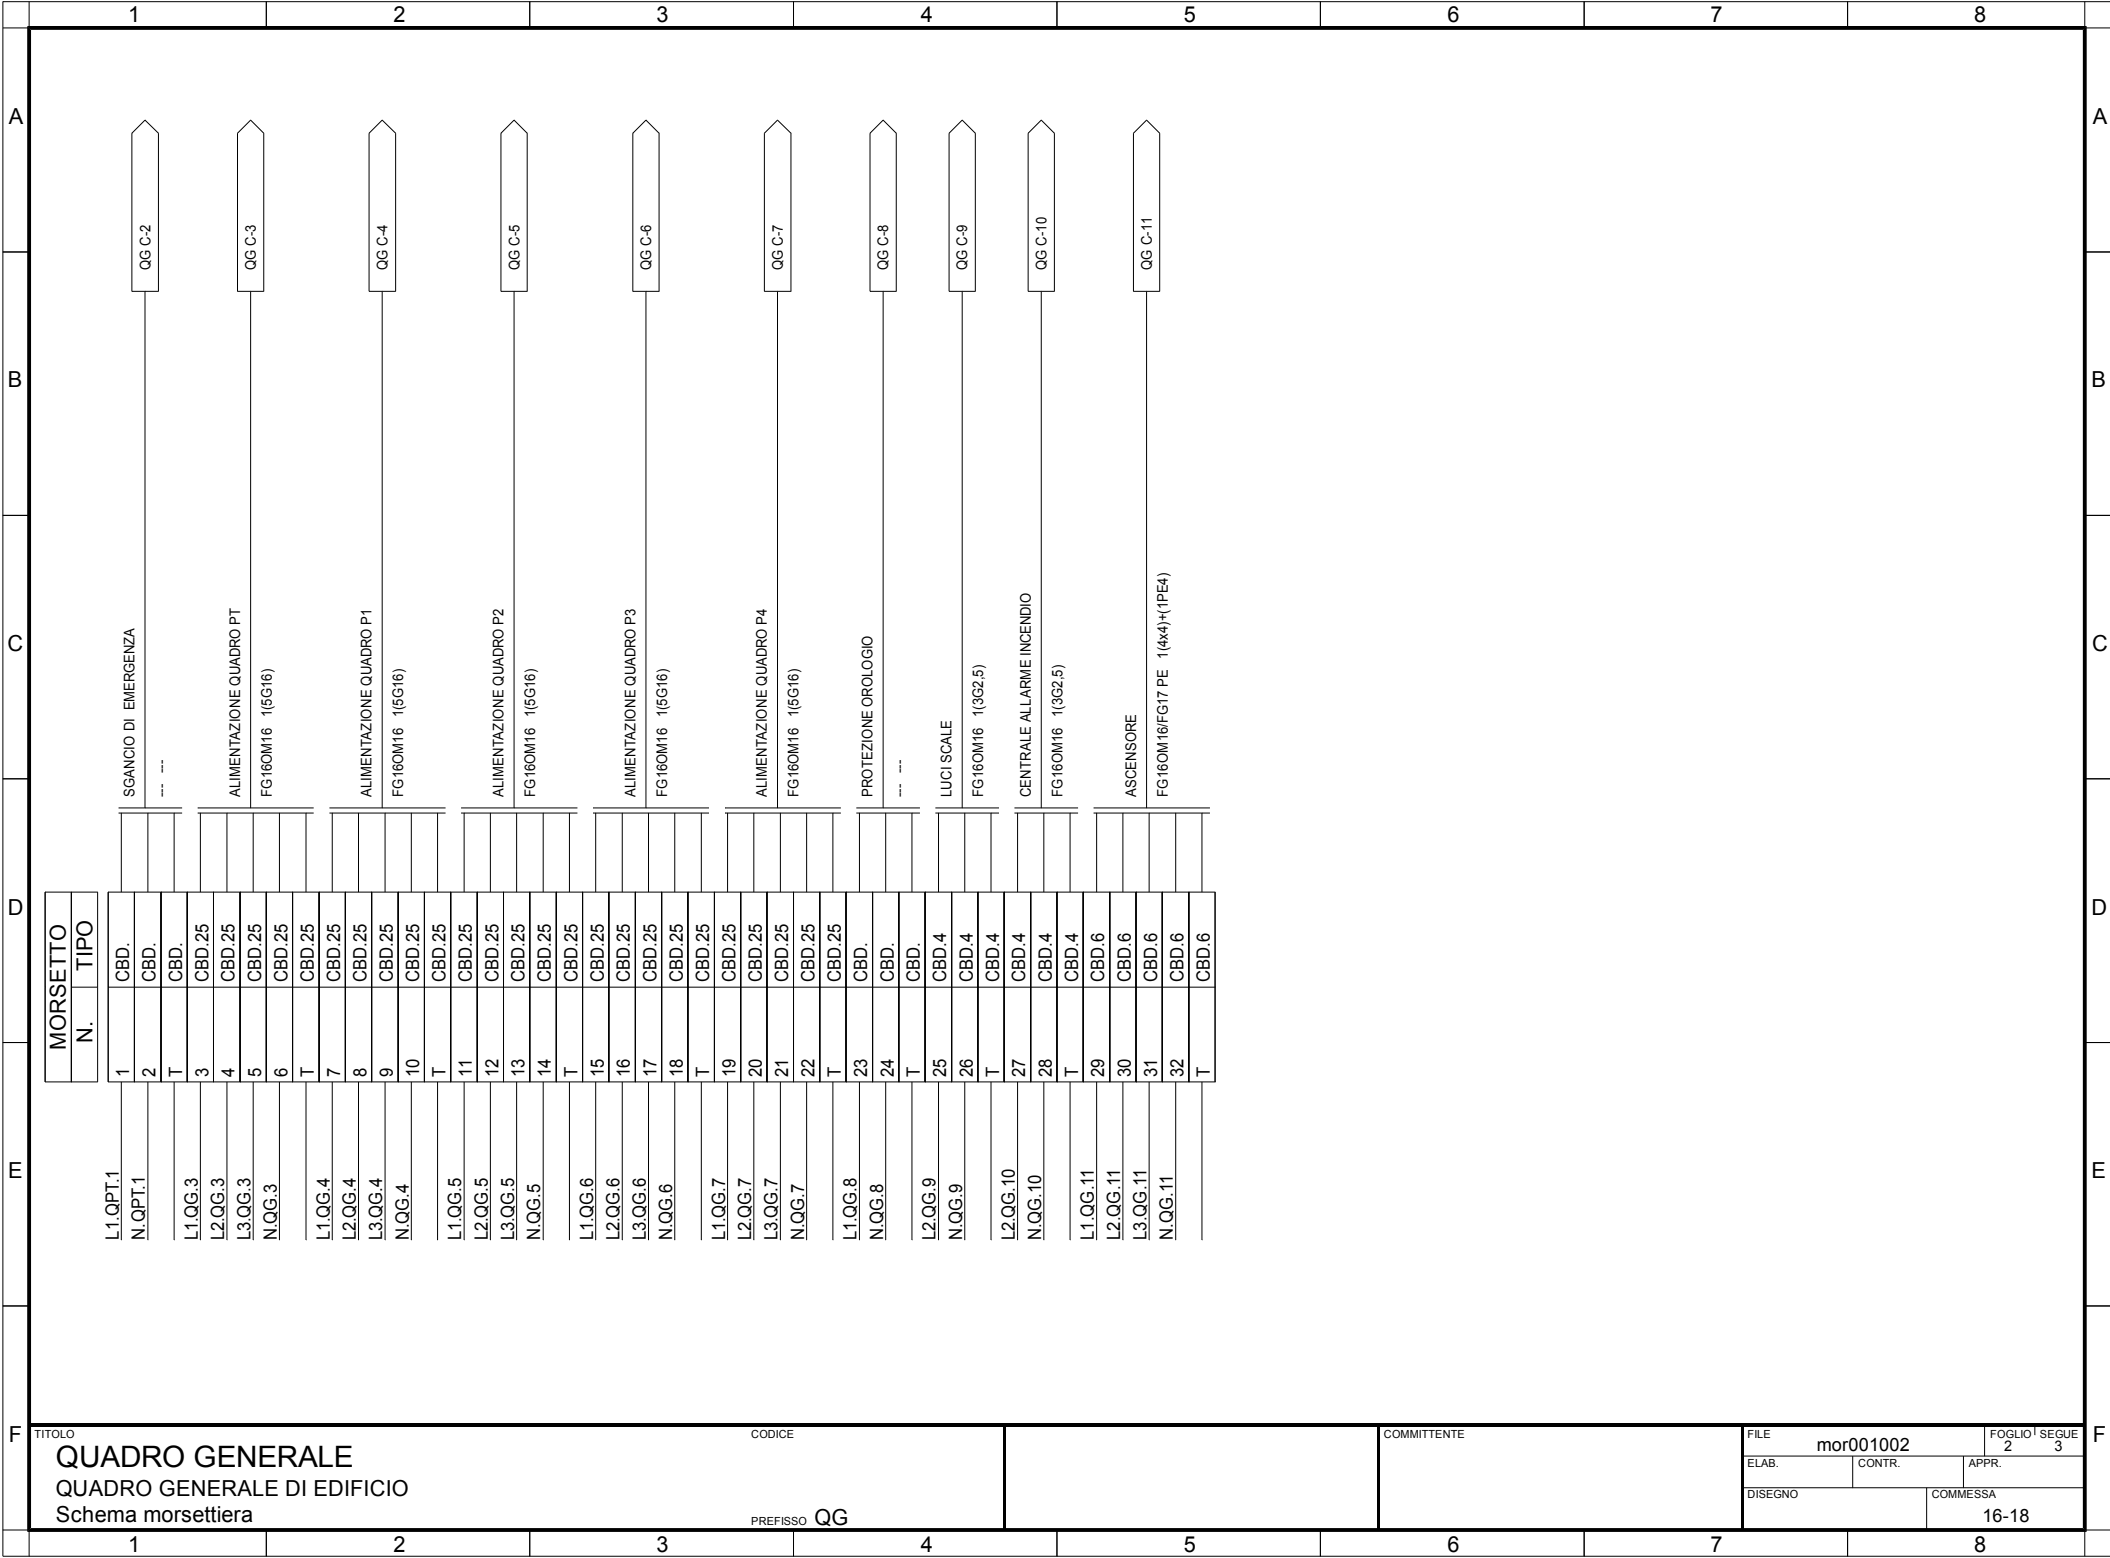 1 2 3 4 5 6 7 8
A A
B B
C C
D D
E E
F F
QG C-2
QG C-3
QG C-4
QG C-5
QG C-6
QG C-7
QG C-8
QG C-9
QG C-10
QG C-11
SGANCIO DI EMERGENZA
--- ---
ALIMENTAZIONE QUADRO PT
FG16OM16 1(5G16)
ALIMENTAZIONE QUADRO P1
FG16OM16 1(5G16)
ALIMENTAZIONE QUADRO P2
FG16OM16 1(5G16)
ALIMENTAZIONE QUADRO P3
FG16OM16 1(5G16)
ALIMENTAZIONE QUADRO P4
FG16OM16 1(5G16)
PROTEZIONE OROLOGIO
--- ---
LUCI SCALE
FG16OM16 1(3G2,5)
CENTRALE ALLARME INCENDIO
FG16OM16 1(3G2,5)
ASCENSORE
FG16OM16/FG17 PE 1(4x4)+(1PE4)
MORSETTO
N. TIPO
L1.QPT.1 1 CBD.
N.QPT.1 2 CBD.
T CBD.
L1.QG.3 3 CBD.25
L2.QG.3 4 CBD.25
L3.QG.3 5 CBD.25
N.QG.3 6 CBD.25
T CBD.25
L1.QG.4 7 CBD.25
L2.QG.4 8 CBD.25
L3.QG.4 9 CBD.25
N.QG.4 10 CBD.25
T CBD.25
L1.QG.5 11 CBD.25
L2.QG.5 12 CBD.25
L3.QG.5 13 CBD.25
N.QG.5 14 CBD.25
T CBD.25
L1.QG.6 15 CBD.25
L2.QG.6 16 CBD.25
L3.QG.6 17 CBD.25
N.QG.6 18 CBD.25
T CBD.25
L1.QG.7 19 CBD.25
L2.QG.7 20 CBD.25
L3.QG.7 21 CBD.25
N.QG.7 22 CBD.25
T CBD.25
L1.QG.8 23 CBD.
N.QG.8 24 CBD.
T CBD.
L2.QG.9 25 CBD.4
N.QG.9 26 CBD.4
T CBD.4
L2.QG.10 27 CBD.4
N.QG.10 28 CBD.4
T CBD.4
L1.QG.11 29 CBD.6
L2.QG.11 30 CBD.6
L3.QG.11 31 CBD.6
N.QG.11 32 CBD.6
T CBD.6
TITOLO
QUADRO GENERALE
QUADRO GENERALE DI EDIFICIO
Schema morsettiera
CODICE
PREFISSO QG
COMMITTENTE
FILE
mor001002
FOGLIO SEGUE
2 3
ELAB. CONTR. APPR.
DISEGNO COMMESSA
16-18
1 2 3 4 5 6 7 8